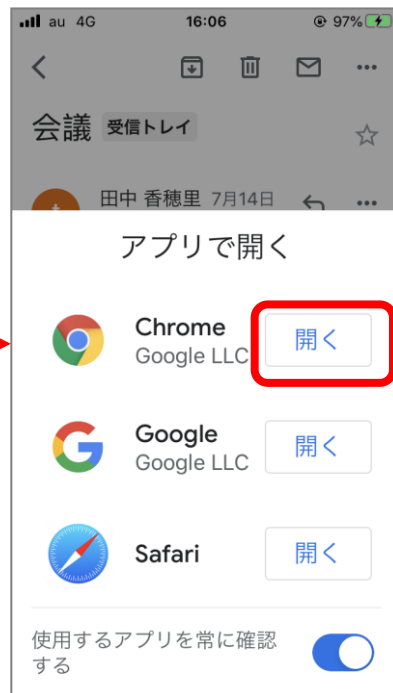 au 4G 16:06 97%
会議 受信トレイ
田中 香穂里 7月14日
アプリで開く
Chrome
Google LLC
開く
Google
Google LLC
開く
Safari
開く
使用するアプリを常に確認
する